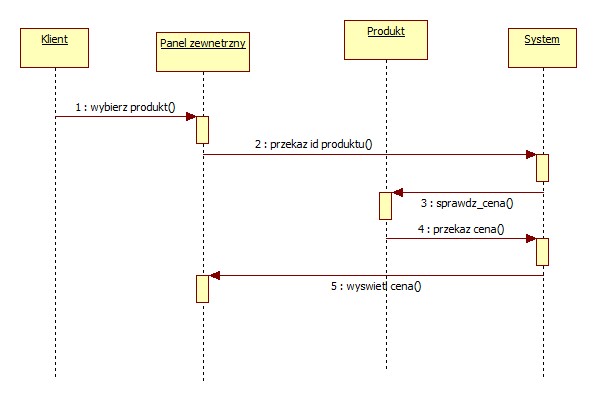 Klient
Panel zewnetrzny
Produkt
System
1 : wybierz produkt()
2 : przekaz id produktu()
3 : sprawdz_cena()
4 : przekaz cena()
5 : wyswietl cena()